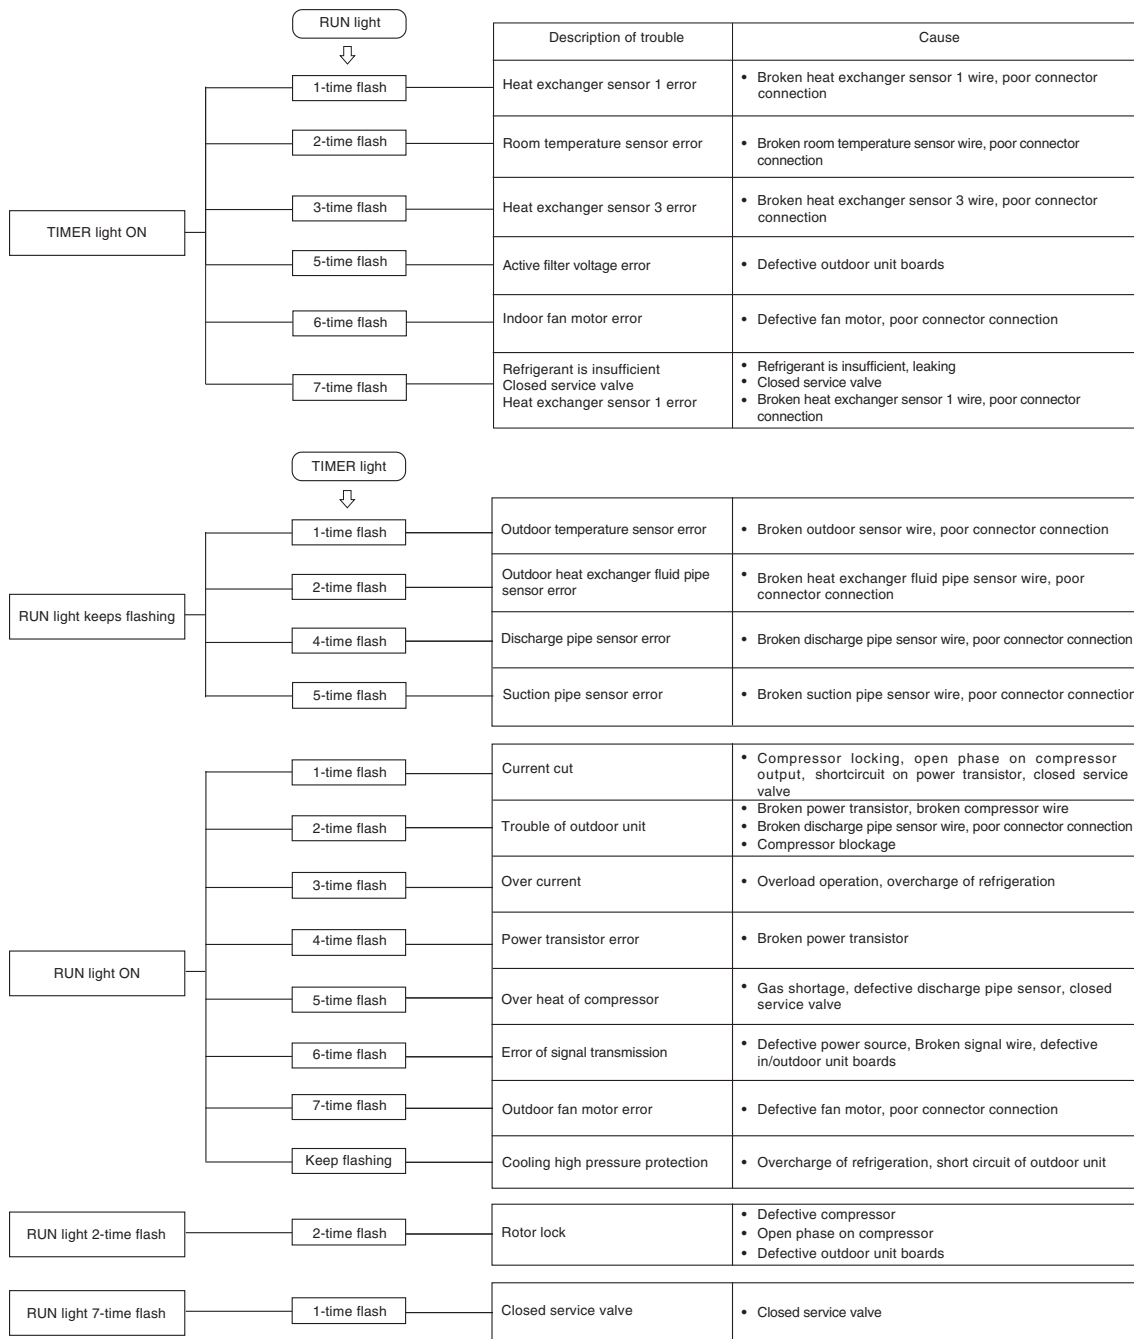 RUN light
Description of trouble
Cause
TIMER light ON
1-time flash
Heat exchanger sensor 1 error
• Broken heat exchanger sensor 1 wire, poor connector
connection
2-time flash
Room temperature sensor error
• Broken room temperature sensor wire, poor connector
connection
3-time flash
Heat exchanger sensor 3 error
• Broken heat exchanger sensor 3 wire, poor connector
connection
5-time flash
Active filter voltage error
• Defective outdoor unit boards
6-time flash
Indoor fan motor error
• Defective fan motor, poor connector connection
7-time flash
Refrigerant is insufficient
Closed service valve
Heat exchanger sensor 1 error
• Refrigerant is insufficient, leaking
• Closed service valve
• Broken heat exchanger sensor 1 wire, poor connector
connection
TIMER light
RUN light keeps flashing
1-time flash
Outdoor temperature sensor error
• Broken outdoor sensor wire, poor connector connection
2-time flash
Outdoor heat exchanger fluid pipe
sensor error
• Broken heat exchanger fluid pipe sensor wire, poor
connector connection
4-time flash
Discharge pipe sensor error
• Broken discharge pipe sensor wire, poor connector connection
5-time flash
Suction pipe sensor error
• Broken suction pipe sensor wire, poor connector connection
RUN light ON
1-time flash
Current cut
• Compressor locking, open phase on compressor
output, shortcircuit on power transistor, closed service
valve
2-time flash
Trouble of outdoor unit
• Broken power transistor, broken compressor wire
• Broken discharge pipe sensor wire, poor connector connection
• Compressor blockage
3-time flash
Over current
• Overload operation, overcharge of refrigeration
4-time flash
Power transistor error
• Broken power transistor
5-time flash
Over heat of compressor
• Gas shortage, defective discharge pipe sensor, closed
service valve
6-time flash
Error of signal transmission
• Defective power source, Broken signal wire, defective
in/outdoor unit boards
7-time flash
Outdoor fan motor error
• Defective fan motor, poor connector connection
Keep flashing
Cooling high pressure protection
• Overcharge of refrigeration, short circuit of outdoor unit
RUN light 2-time flash
2-time flash
Rotor lock
• Defective compressor
• Open phase on compressor
• Defective outdoor unit boards
RUN light 7-time flash
1-time flash
Closed service valve
• Closed service valve